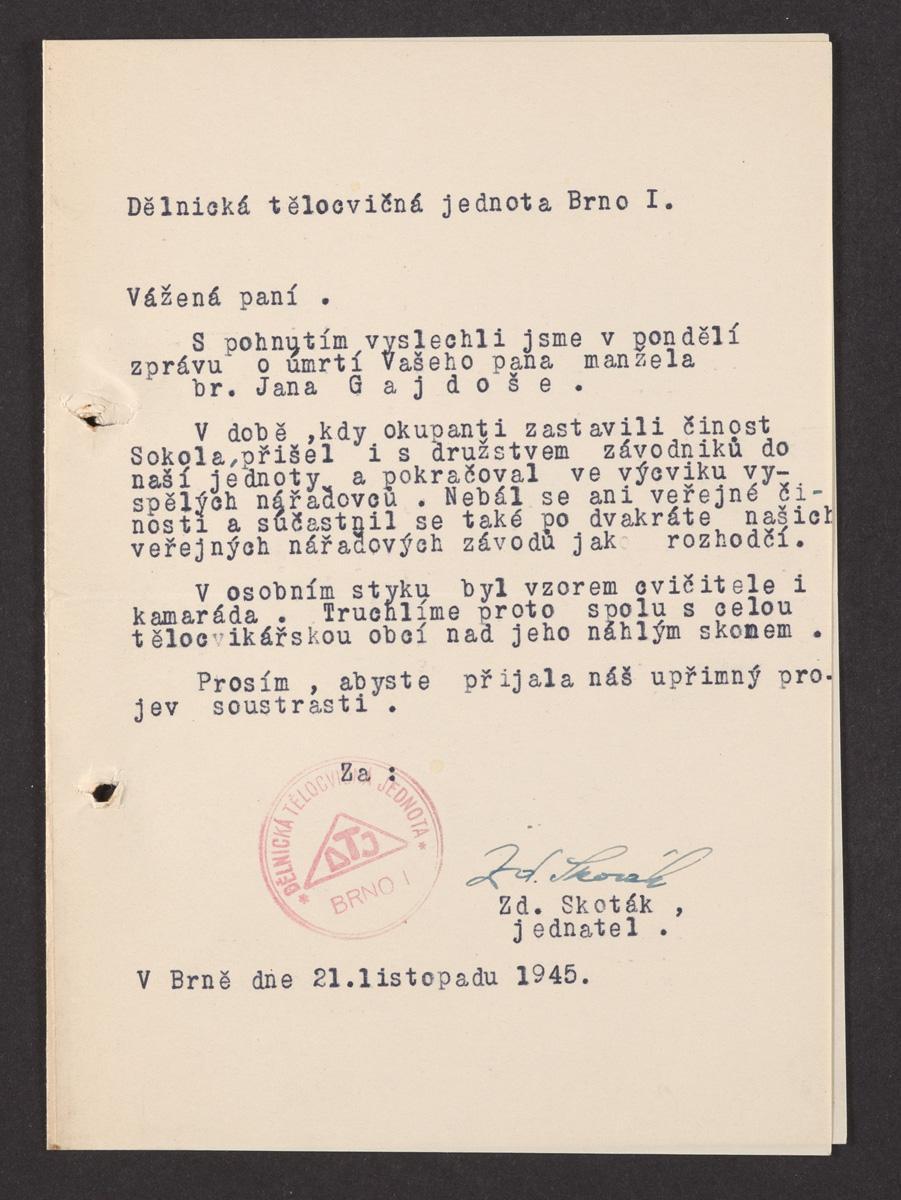 Dělnická tělocvičná jednota Brno I.
Vážená paní .
S pohnutím vyslechli jsme v pondělí
zprávu o úmrtí Vašeho pana manžela
br. Jana G a j d o š e .
V době ,kdy okupanti zastavili činost
Sokola,přišel i s družstvem závodníků do
naší jednoty a pokračoval ve výcviku vy-
spělých nářaďovců . Nebál se ani veřejné či-
nosti a súčastnil se také po dvakráte našich
veřejných nářaďových závodů jako rozhodčí.
V osobním styku byl vzorem cvičitele i
kamaráda . Truchlíme proto spolu s celou
tělocvikářskou obcí nad jeho náhlým skonem .
Prosím , abyste přijala náš upřimný pro-
jev soustrasti .
Za :
* DĚLNICKÁ TĚLOCVIČNÁ JEDNOTA *
DTJ
BRNO I
Zd. Skoták
Zd. Skoták ,
jednatel .
V Brně dne 21.listopadu 1945.